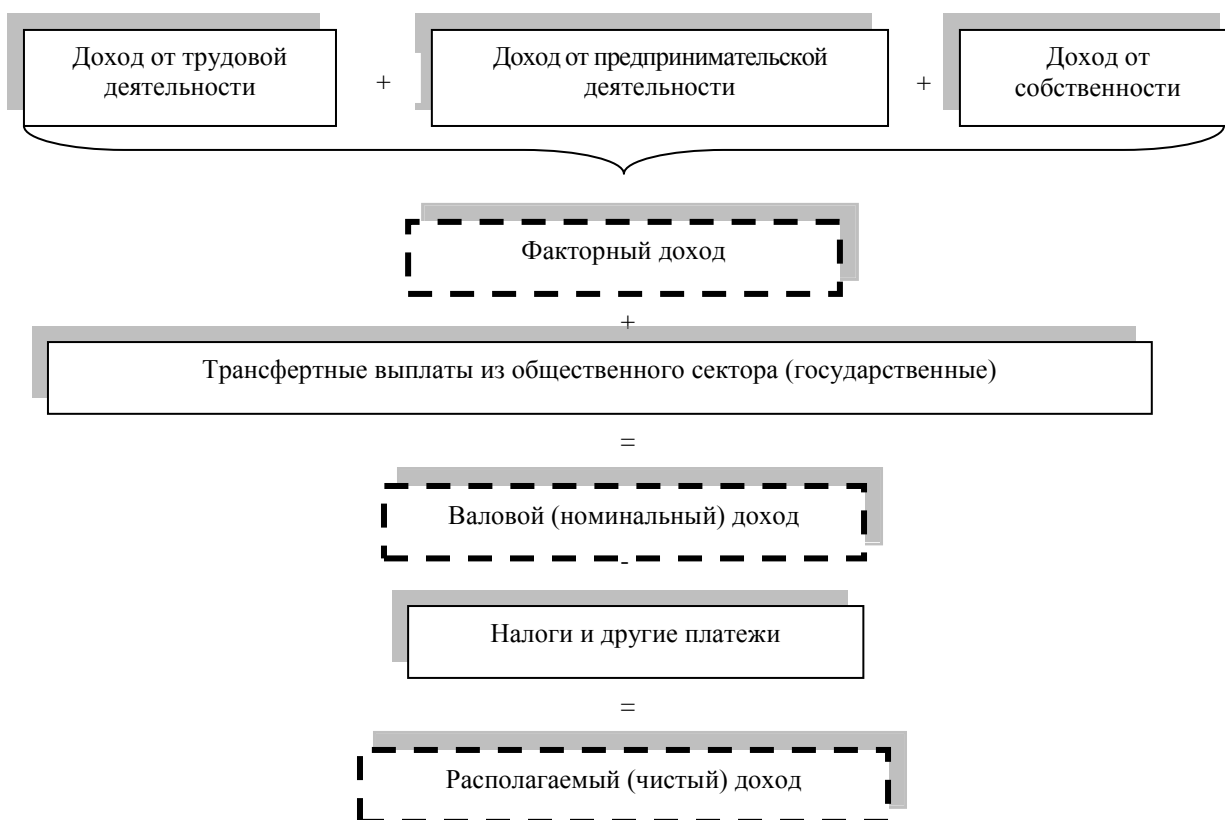 Доход от трудовой
деятельности
+
Доход от предпринимательской
деятельности
+
Доход от
собственности
Факторный доход
+
Трансфертные выплаты из общественного сектора (государственные)
=
Валовой (номинальный) доход
-
Налоги и другие платежи
=
Располагаемый (чистый) доход